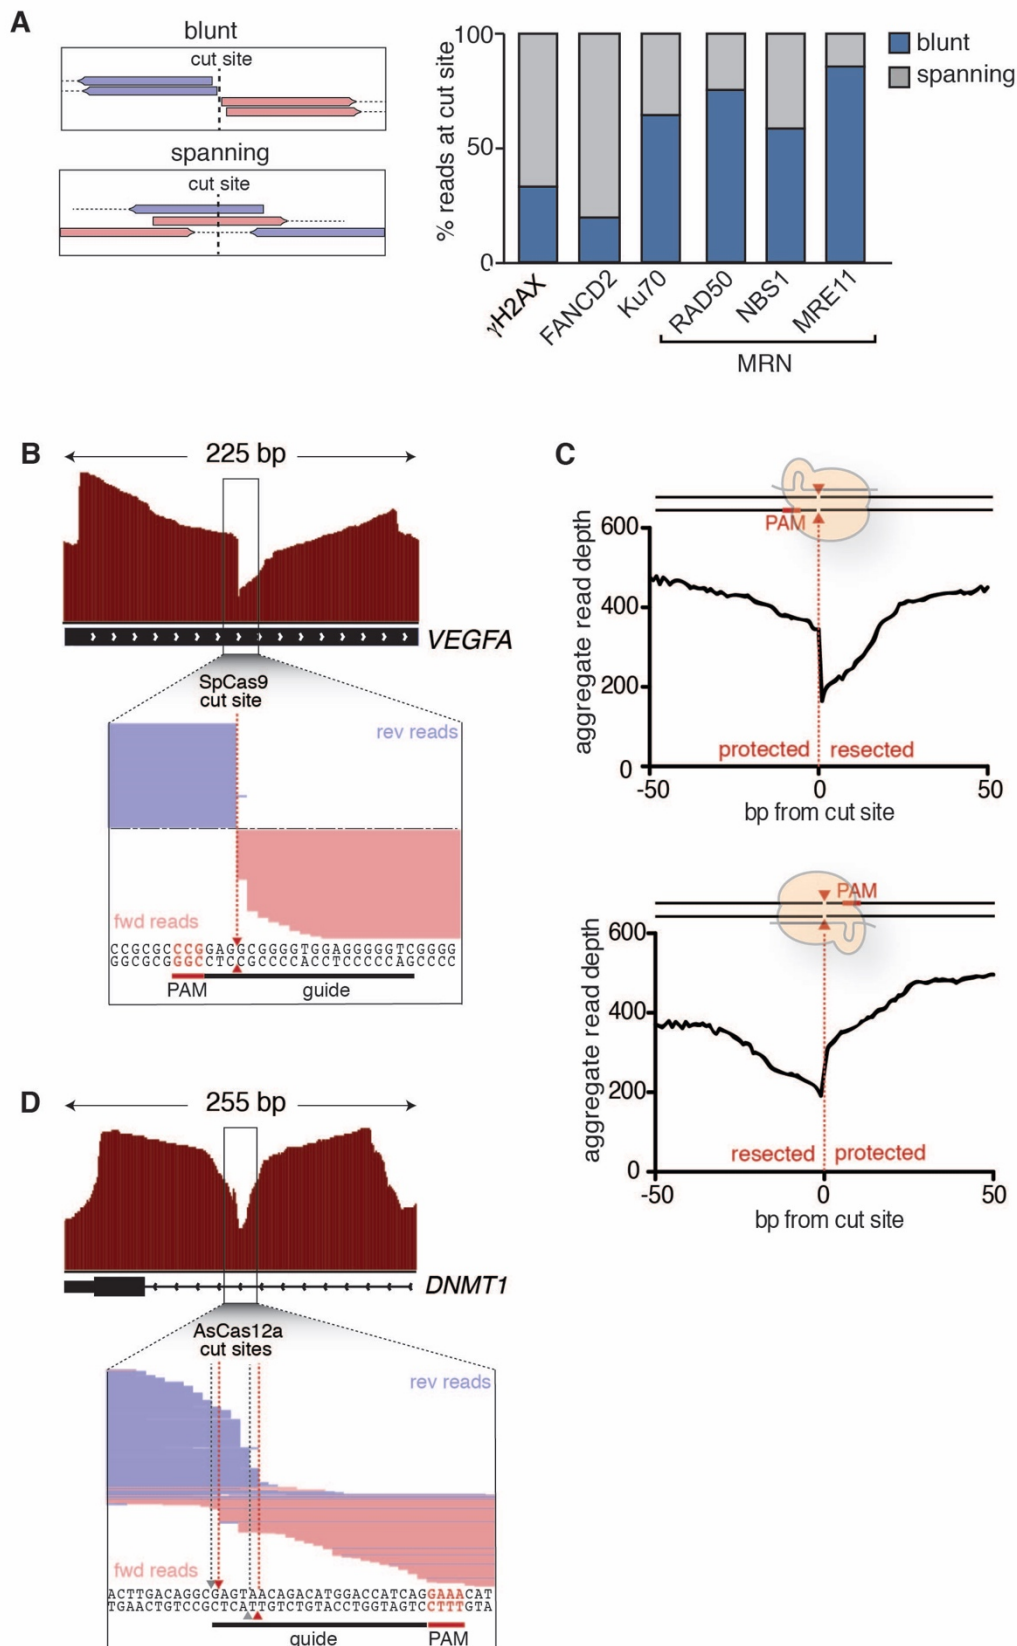 A
blunt
cut site
spanning
cut site
% reads at cut site
100
50
0
γH2AX
FANCD2
Ku70
RAD50
NBS1
MRE11
MRN
blunt
spanning
B
225 bp
VEGFA
SpCas9
cut site
rev reads
fwd reads
CCGCGCCCGGAGGCGGGGTGGAGGGGGTCGGGG
GGCGCGGGCCTCCGCCCCACCTCCCCCAGCCCC
PAM
guide
C
PAM
aggregate read depth
600
400
200
0
protected
resected
-50
0
50
bp from cut site
PAM
aggregate read depth
600
400
200
0
resected
protected
-50
0
50
bp from cut site
D
255 bp
DNMT1
AsCas12a
cut sites
rev reads
fwd reads
ACTTGACAGGCGAGTAACAGACATGGACCATCAGGAAACAT
TGAACTGTCCGCTCATTGTCTGTACCTGGTAGTCCTTTGTA
guide
PAM